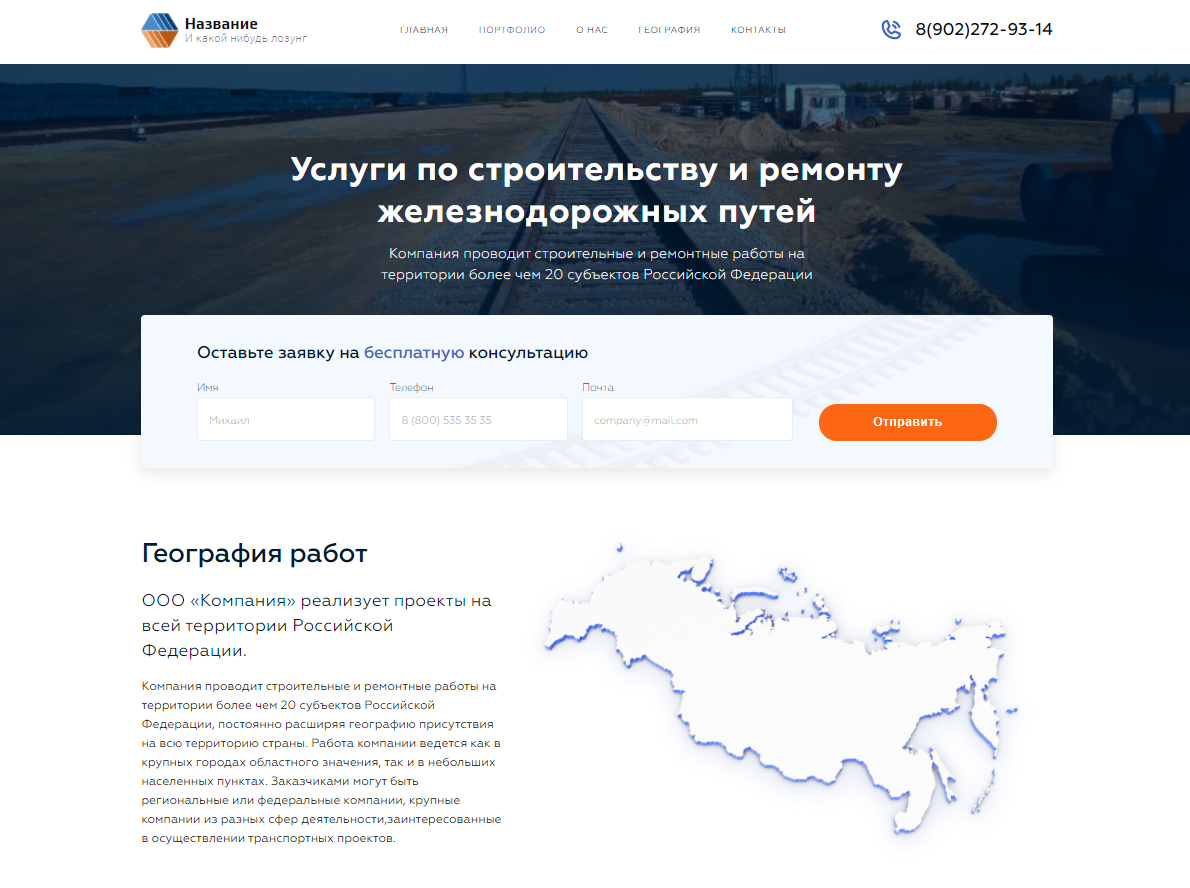 Название
И какой нибудь лозунг
ГЛАВНАЯ ПОРТФОЛИО О НАС ГЕОГРАФИЯ КОНТАКТЫ
8(902)272-93-14
Услуги по строительству и ремонту
железнодорожных путей
Компания проводит строительные и ремонтные работы на
территории более чем 20 субъектов Российской Федерации
Оставьте заявку на бесплатную консультацию
Имя Телефон Почта
Михаил 8 (800) 535 35 35 company@mail.com Отправить
География работ
ООО «Компания» реализует проекты на
всей территории Российской
Федерации.
Компания проводит строительные и ремонтные работы на
территории более чем 20 субъектов Российской
Федерации, постоянно расширяя географию присутствия
на всю территорию страны. Работа компании ведется как в
крупных городах областного значения, так и в небольших
населенных пунктах. Заказчиками могут быть
региональные или федеральные компании, крупные
компании из разных сфер деятельности,заинтересованные
в осуществлении транспортных проектов.